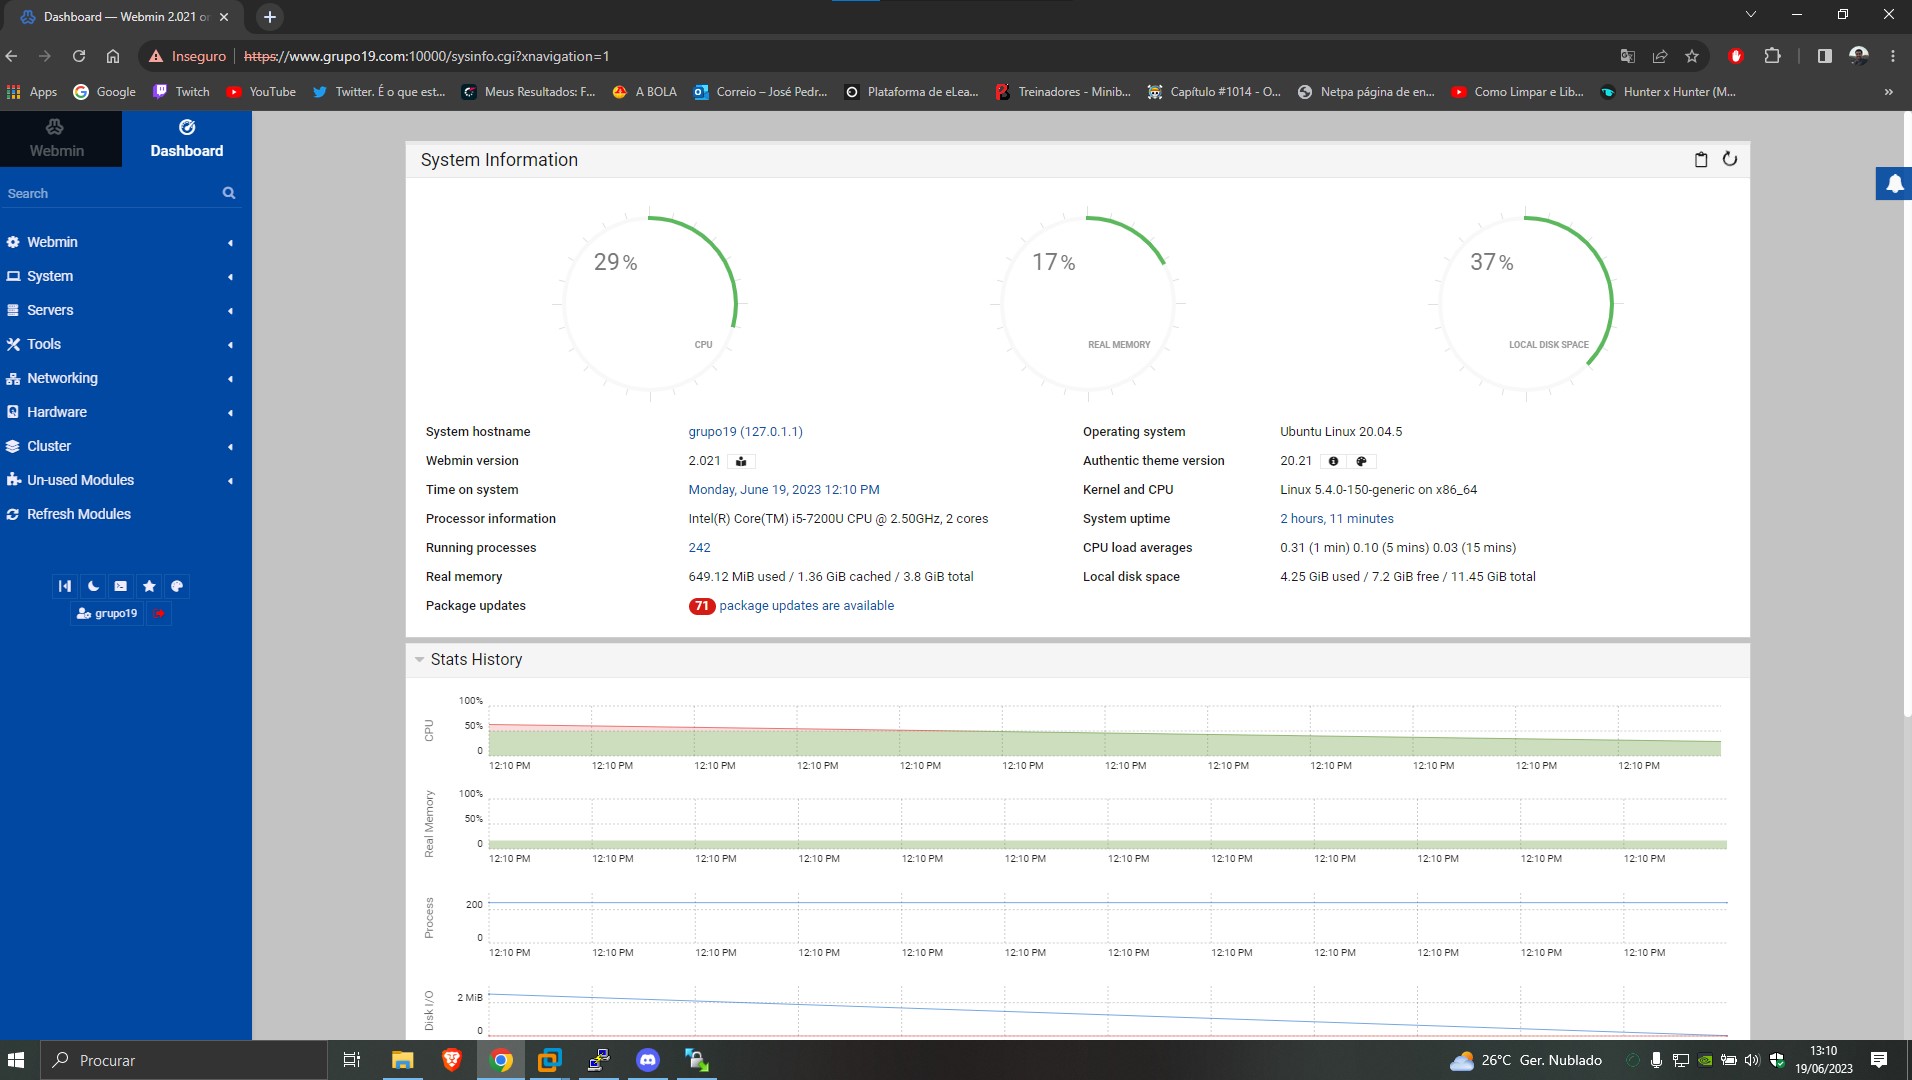 Dashboard — Webmin 2.021 o
Inseguro
https://www.grupo19.com:10000/sysinfo.cgi?xnavigation=1
Apps
Google
Twitch
YouTube
Twitter. É o que est...
Meus Resultados: F...
A BOLA
Correio – José Pedr...
Plataforma de eLea...
Treinadores - Minib...
Capítulo #1014 - O...
Netpa página de en...
Como Limpar e Lib...
Hunter x Hunter (M...
»
Webmin
Dashboard
Search
Webmin
System
Servers
Tools
Networking
Hardware
Cluster
Un-used Modules
Refresh Modules
grupo19
System Information
29%
CPU
17%
REAL MEMORY
37%
LOCAL DISK SPACE
System hostname
grupo19 (127.0.1.1)
Operating system
Ubuntu Linux 20.04.5
Webmin version
2.021
Authentic theme version
20.21
Time on system
Monday, June 19, 2023 12:10 PM
Kernel and CPU
Linux 5.4.0-150-generic on x86_64
Processor information
Intel(R) Core(TM) i5-7200U CPU @ 2.50GHz, 2 cores
System uptime
2 hours, 11 minutes
Running processes
242
CPU load averages
0.31 (1 min) 0.10 (5 mins) 0.03 (15 mins)
Real memory
649.12 MiB used / 1.36 GiB cached / 3.8 GiB total
Local disk space
4.25 GiB used / 7.2 GiB free / 11.45 GiB total
Package updates
71 package updates are available
Stats History
CPU
100%
50%
0
12:10 PM 12:10 PM 12:10 PM 12:10 PM 12:10 PM 12:10 PM 12:10 PM 12:10 PM 12:10 PM 12:10 PM 12:10 PM 12:10 PM
Real Memory
100%
50%
0
12:10 PM 12:10 PM 12:10 PM 12:10 PM 12:10 PM 12:10 PM 12:10 PM 12:10 PM 12:10 PM 12:10 PM 12:10 PM 12:10 PM
Process
200
0
12:10 PM 12:10 PM 12:10 PM 12:10 PM 12:10 PM 12:10 PM 12:10 PM 12:10 PM 12:10 PM 12:10 PM 12:10 PM 12:10 PM
Disk I/O
2 MiB
0
Procurar
26°C Ger. Nublado
13:10
19/06/2023